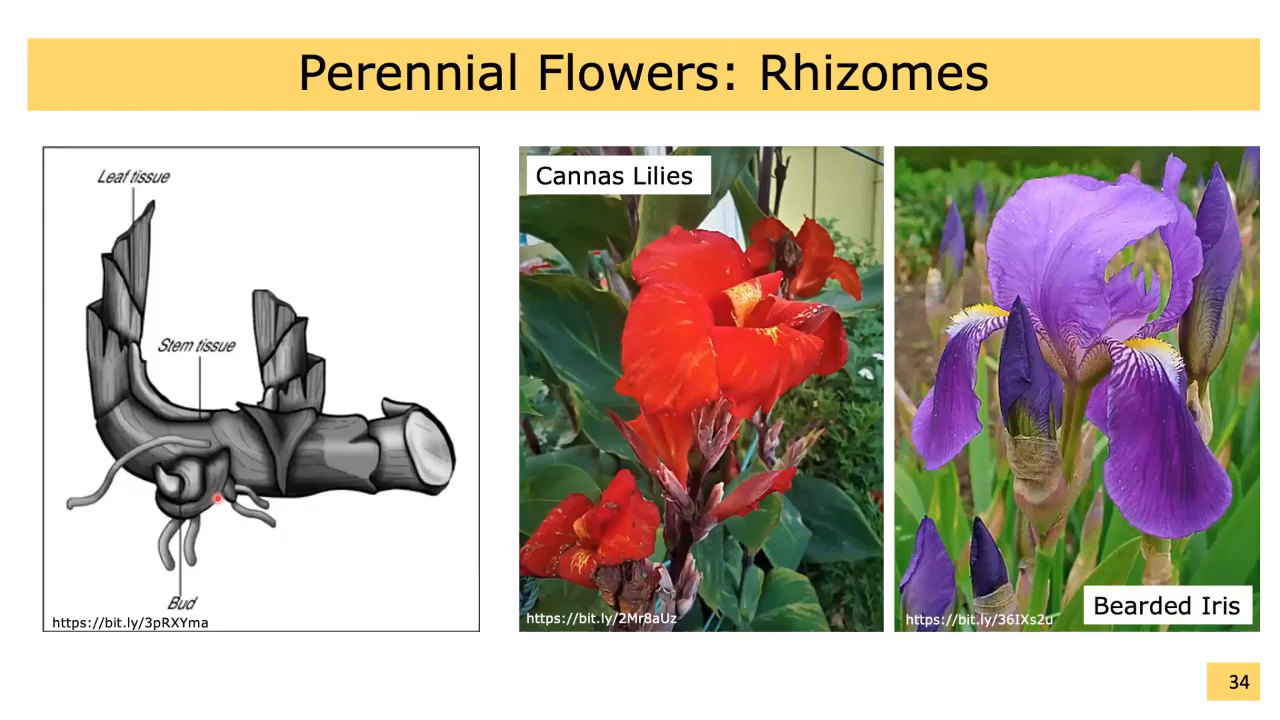 Perennial Flowers: Rhizomes
Leaf tissue
Stem tissue
Bud
https://bit.ly/3pRXYma
Cannas Lilies
https://bit.ly/2Mr8aUz
Bearded Iris
https://bit.ly/36IXs2u
34